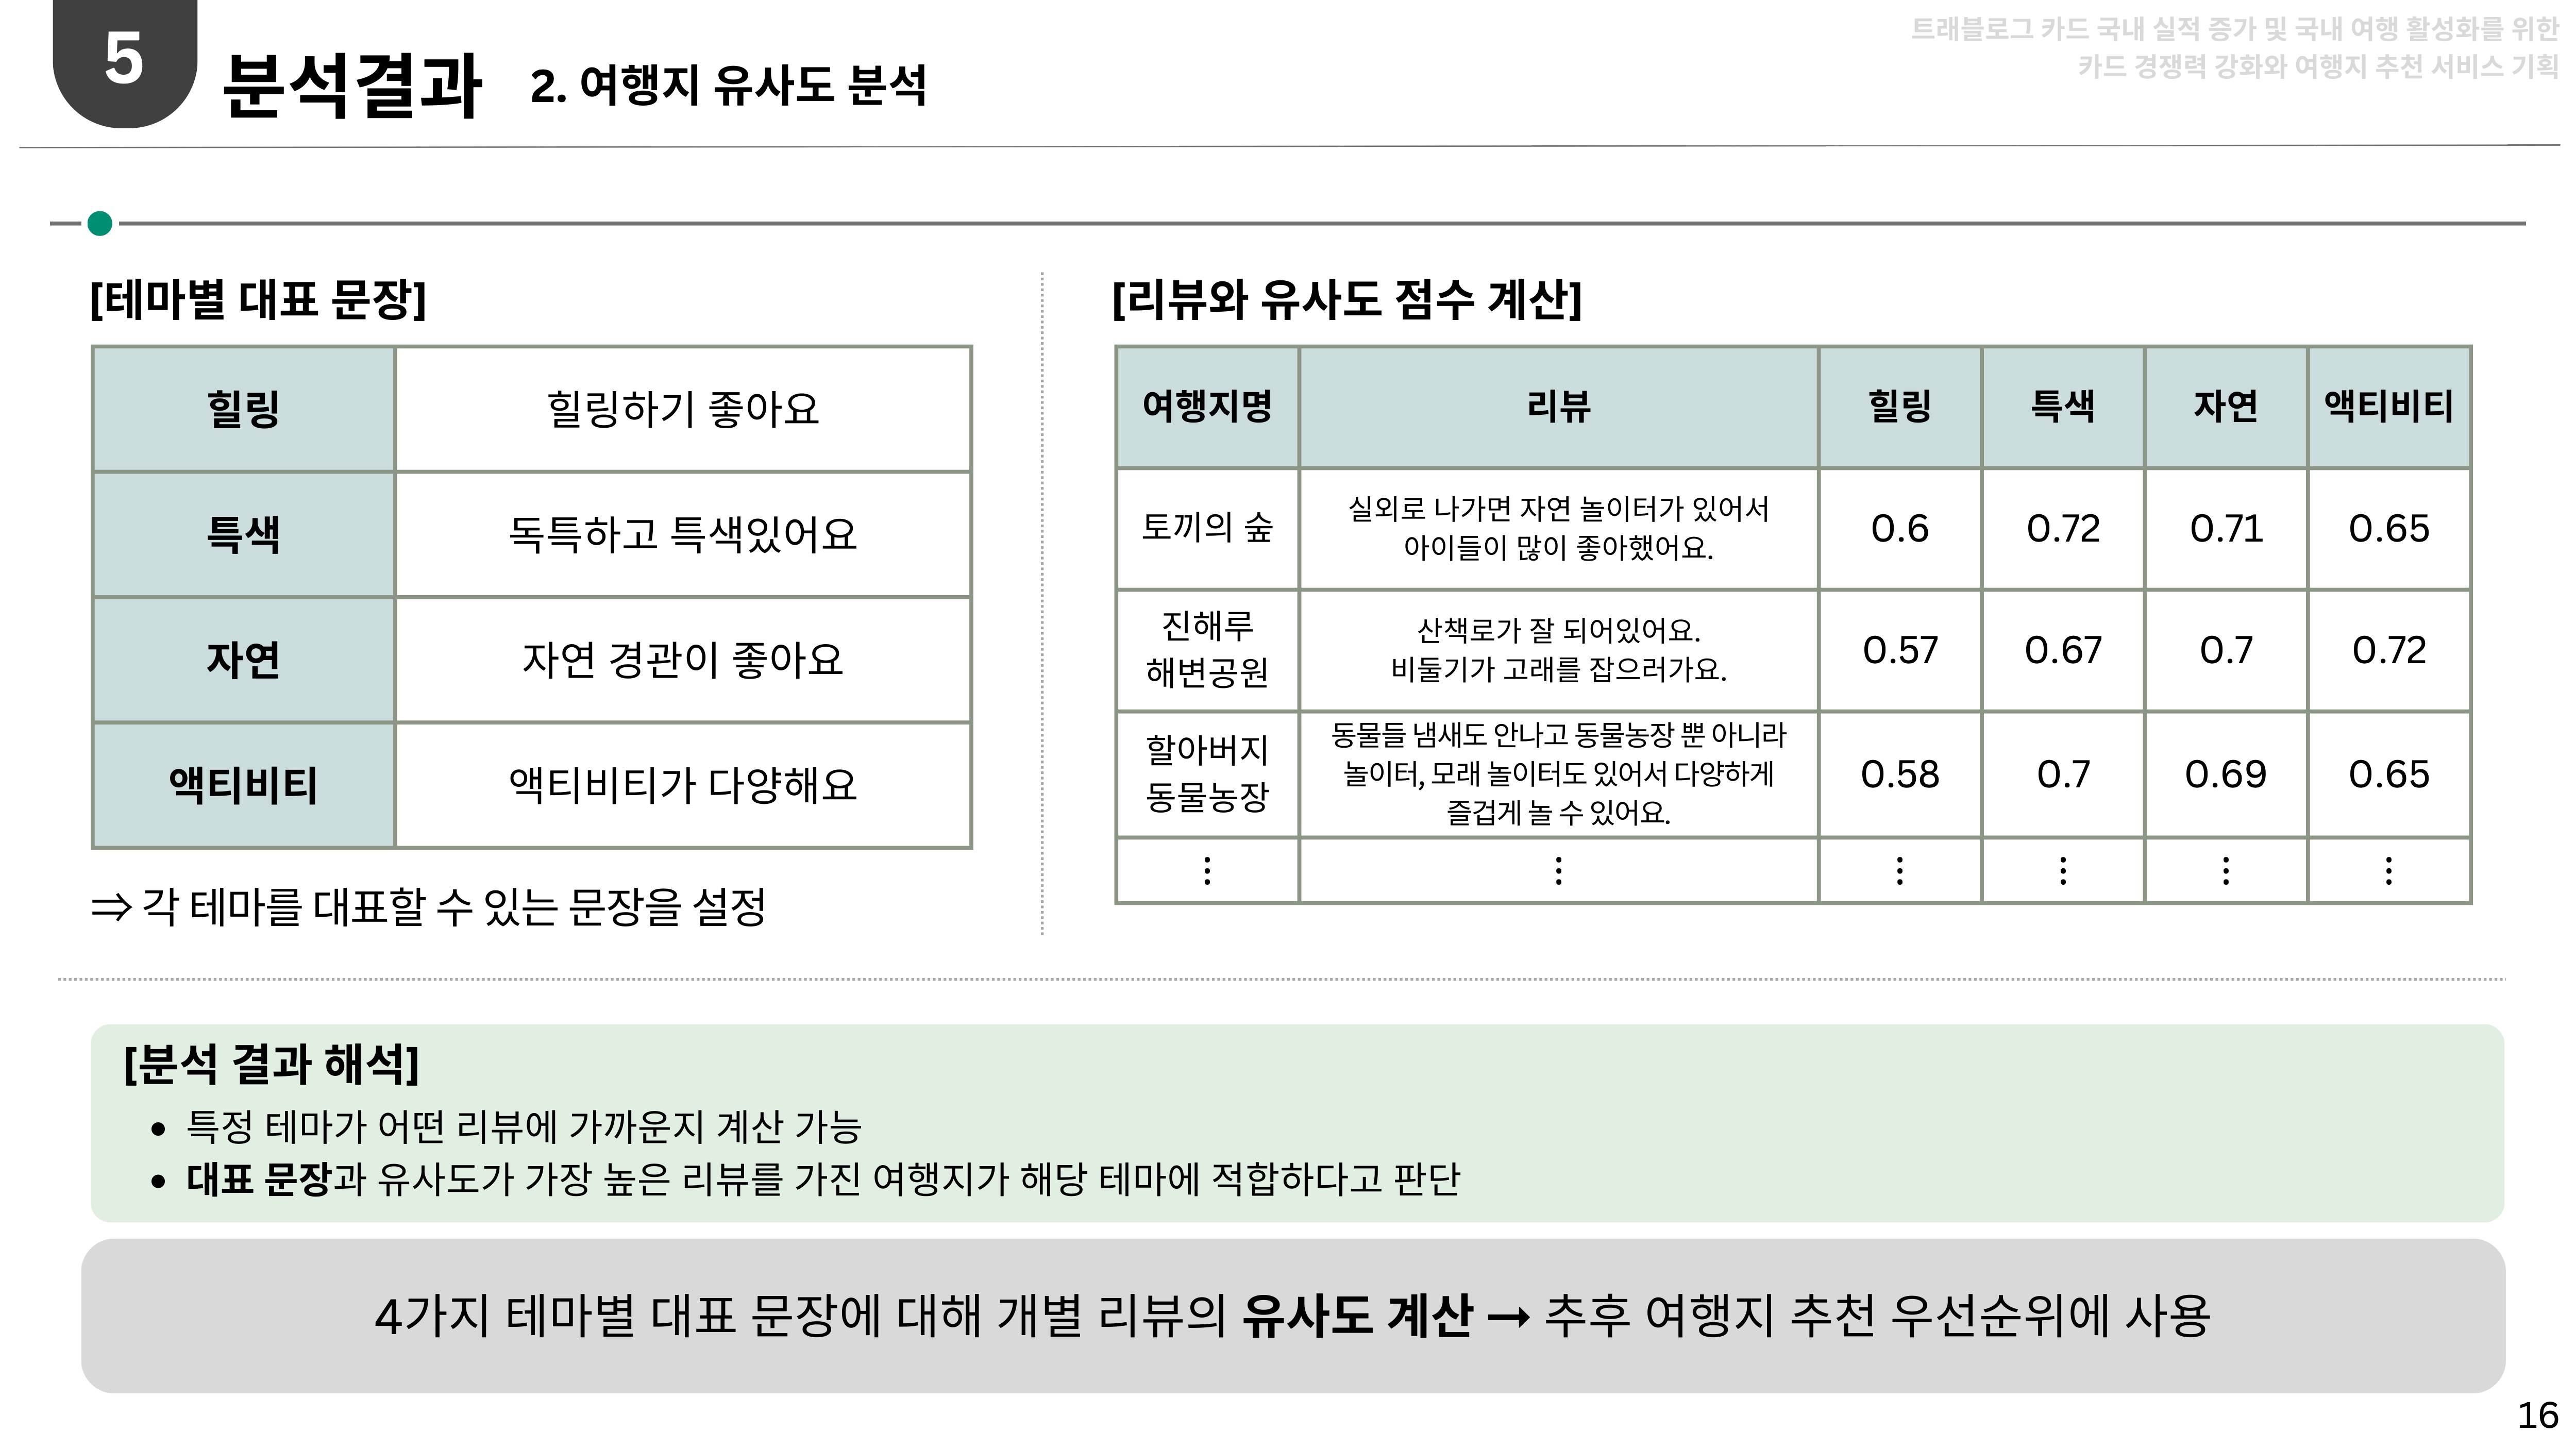 5
분석결과
2. 여행지 유사도 분석
트래블로그 카드 국내 실적 증가 및 국내 여행 활성화를 위한
카드 경쟁력 강화와 여행지 추천 서비스 기획
[테마별 대표 문장]
힐링 힐링하기 좋아요
특색 독특하고 특색있어요
자연 자연 경관이 좋아요
액티비티 액티비티가 다양해요
⇒ 각 테마를 대표할 수 있는 문장을 설정
[리뷰와 유사도 점수 계산]
여행지명 리뷰 힐링 특색 자연 액티비티
토끼의 숲
실외로 나가면 자연 놀이터가 있어서
아이들이 많이 좋아했어요.
0.6 0.72 0.71 0.65
진해루
해변공원
산책로가 잘 되어있어요.
비둘기가 고래를 잡으러가요.
0.57 0.67 0.7 0.72
할아버지
동물농장
동물들 냄새도 안나고 동물농장 뿐 아니라
놀이터, 모래 놀이터도 있어서 다양하게
즐겁게 놀 수 있어요.
0.58 0.7 0.69 0.65
⋮ ⋮ ⋮ ⋮ ⋮ ⋮
[분석 결과 해석]
• 특정 테마가 어떤 리뷰에 가까운지 계산 가능
• 대표 문장과 유사도가 가장 높은 리뷰를 가진 여행지가 해당 테마에 적합하다고 판단
4가지 테마별 대표 문장에 대해 개별 리뷰의 유사도 계산 → 추후 여행지 추천 우선순위에 사용
16